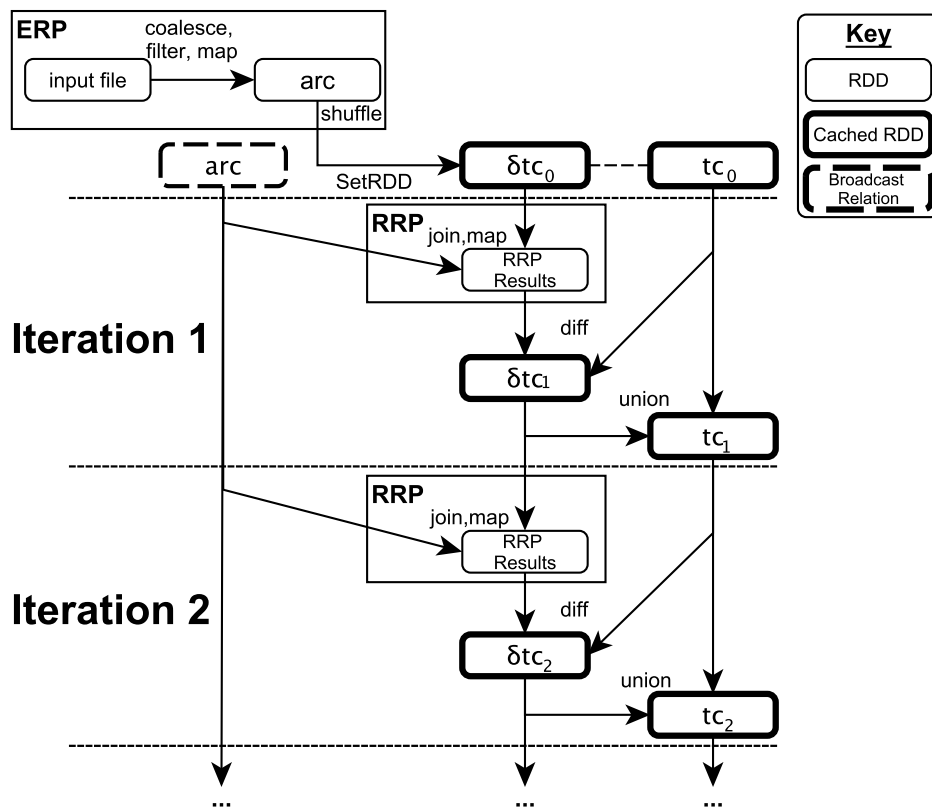 ERP
coalesce,
filter, map
input file
arc
shuffle
Key
RDD
Cached RDD
Broadcast
Relation
arc
SetRDD
δtc₀
tc₀
RRP
join,map
RRP
Results
Iteration 1
diff
δtc₁
union
tc₁
RRP
join,map
RRP
Results
Iteration 2
diff
δtc₂
union
tc₂
...
...
...